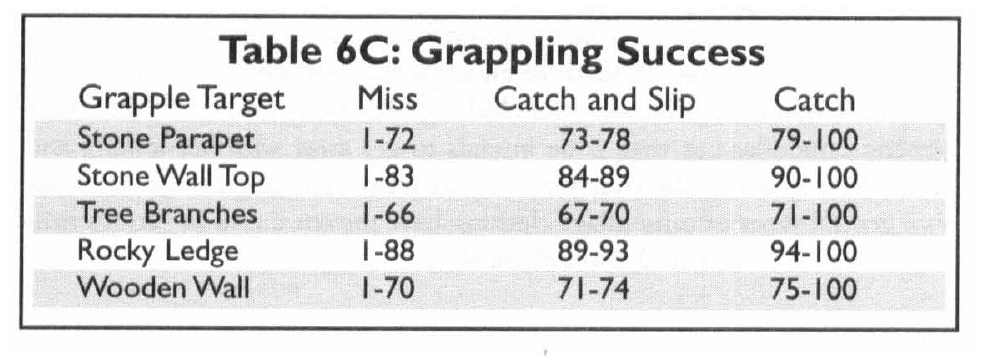 Table 6C: Grappling Success
Grapple Target Miss Catch and Slip Catch
Stone Parapet 1-72 73-78 79-100
Stone Wall Top 1-83 84-89 90-100
Tree Branches 1-66 67-70 71-100
Rocky Ledge 1-88 89-93 94-100
Wooden Wall 1-70 71-74 75-100